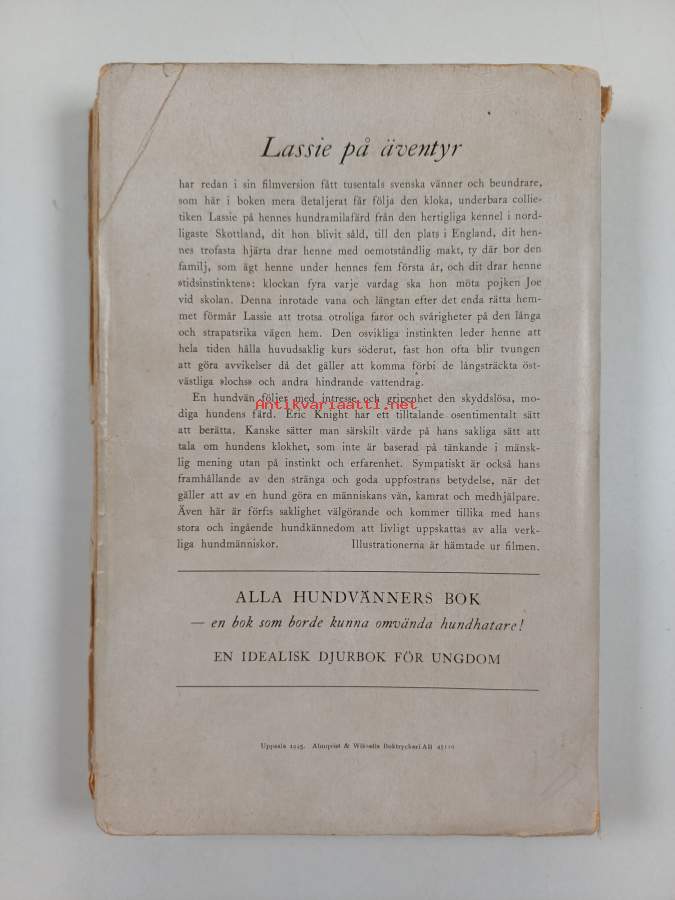 Lassie på äventyr
har redan i sin filmversion fått tusentals svenska vänner och beundrare,
som här i boken mera detaljerat får följa den kloka, underbara collie-
tiken Lassie på hennes hundramilafärd från den hertigliga kennel i nord-
ligaste Skottland, dit hon blivit såld, till den plats i England, dit hen-
nes trofasta hjärta drar henne med oemotståndlig makt, ty där bor den
familj, som ägt henne under hennes fem första år, och dit drar henne
»tidsinstinkten»: klockan fyra varje vardag ska hon möta pojken Joe
vid skolan. Denna inrotade vana och längtan efter det enda rätta hem-
met förmår Lassie att trotsa otroliga faror och svårigheter på den långa
och strapatsrika vägen hem. Den osvikliga instinkten leder henne att
hela tiden hålla huvudsaklig kurs söderut, fast hon ofta blir tvungen
att göra avvikelser då det gäller att komma förbi de långsträckta öst-
västliga »lochs» och andra hindrande vattendrag.
En hundvän följer med intresse och gripenhet den skyddslösa, mo-
diga hundens färd. Eric Knight har ett tilltalande osentimentalt sätt
att berätta. Kanske sätter man särskilt värde på hans sakliga sätt att
tala om hundens klokhet, som inte är baserad på tänkande i mänsk-
lig mening utan på instinkt och erfarenhet. Sympatiskt är också hans
framhållande av den stränga och goda uppfostrans betydelse, när det
gäller att av en hund göra en människans vän, kamrat och medhjälpare.
Även här är förf:s saklighet välgörande och kommer tillika med hans
stora och ingående hundkännedom att livligt uppskattas av alla verk-
liga hundmänniskor. Illustrationerna är hämtade ur filmen.
Antikvariaatti.net
ALLA HUNDVÄNNERS BOK
— en bok som borde kunna omvända hundhatare!
EN IDEALISK DJURBOK FÖR UNGDOM
Uppsala 1945. Almqvist & Wiksells Boktryckeri AB 45110